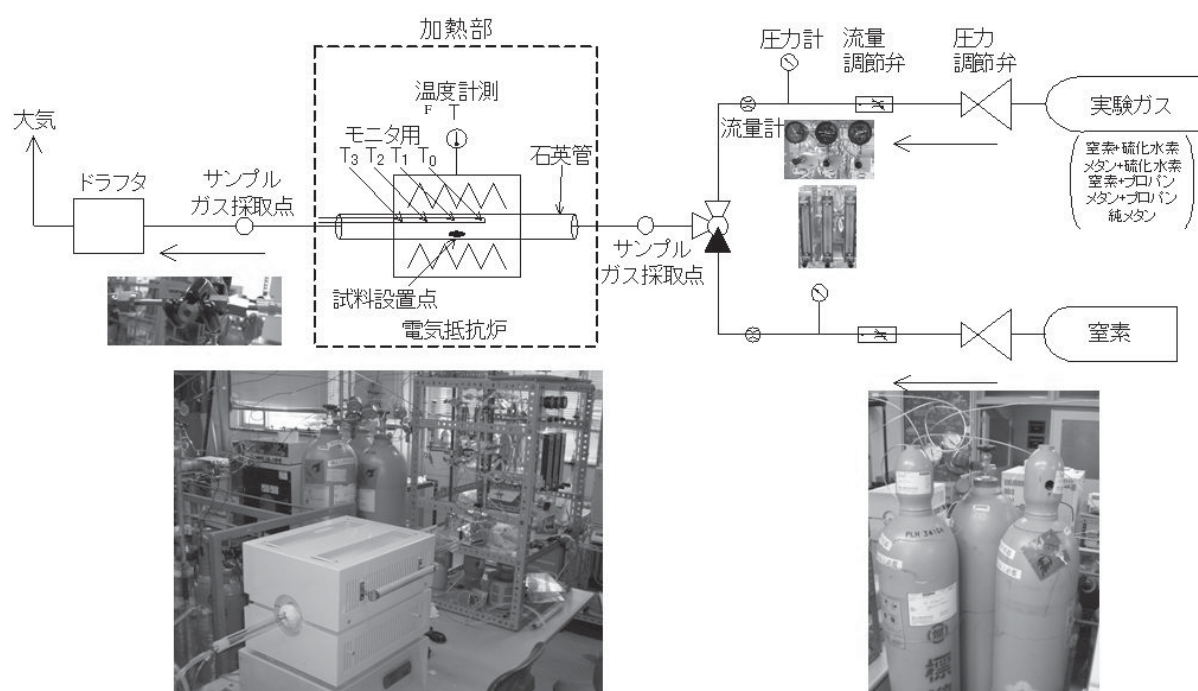 加熱部
圧力計
流量
調節弁
圧力
調節弁
温度計測
F T
実験ガス
大気
モニタ用
T3 T2 T1 T0
石英管
流量計
窒素+硫化水素
メタン+硫化水素
窒素+プロパン
メタン+プロパン
純メタン
ドラフタ
サンプル
ガス採取点
サンプル
ガス採取点
試料設置点
電気抵抗炉
窒素
標